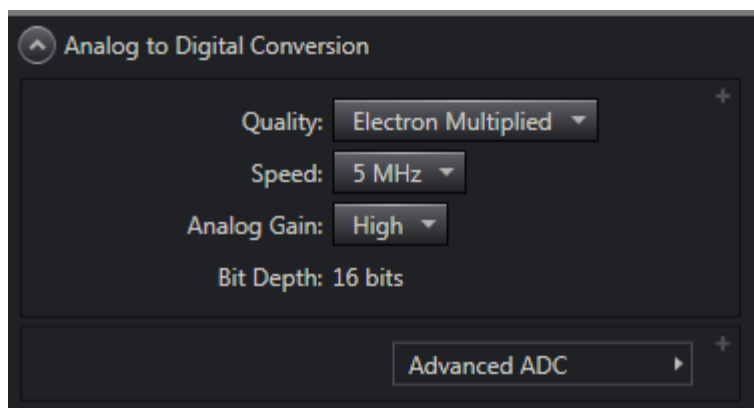 Analog to Digital Conversion
Quality: Electron Multiplied
Speed: 5 MHz
Analog Gain: High
Bit Depth: 16 bits
Advanced ADC